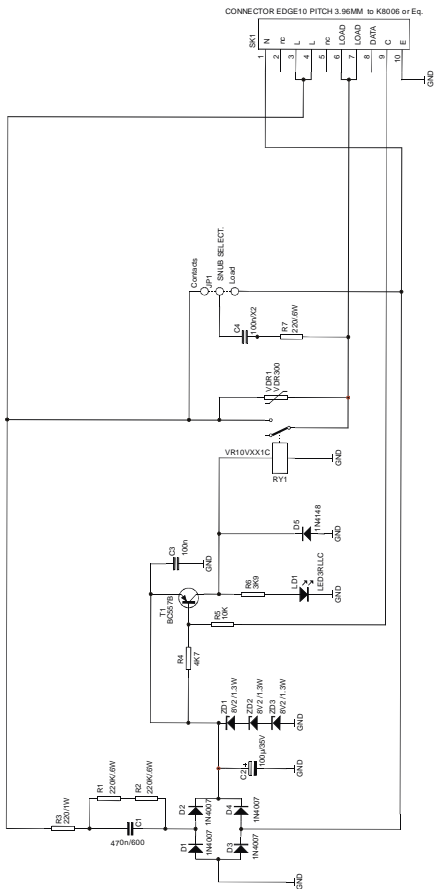 CONNECTOR EDGE10 PITCH 3.96MM to K8006 or Eq.
SK1
1 N
2 nc
3 L
4 L
5 nc
6 LOAD
7 LOAD
8 DATA
9 C
10 E
GND
Contacts
JP1
SNUB SELECT.
Load
C4
100n/X2
R7
220/.6W
VDR1
VDR300
VR10VXX1C
RY1
GND
D5
1N4148
GND
C3
100n
GND
T1
BC557B
R6
3K9
LD1
LED3RLLC
GND
R5
10K
R4
4K7
ZD1
8V2/1.3W
ZD2
8V2/1.3W
ZD3
8V2/1.3W
GND
C2
+
100µ/35V
GND
R1
220K/.6W
R2
220K/.6W
R3
220/1W
C1
470n/600
D2
1N4007
D4
1N4007
D1
1N4007
D3
1N4007
GND